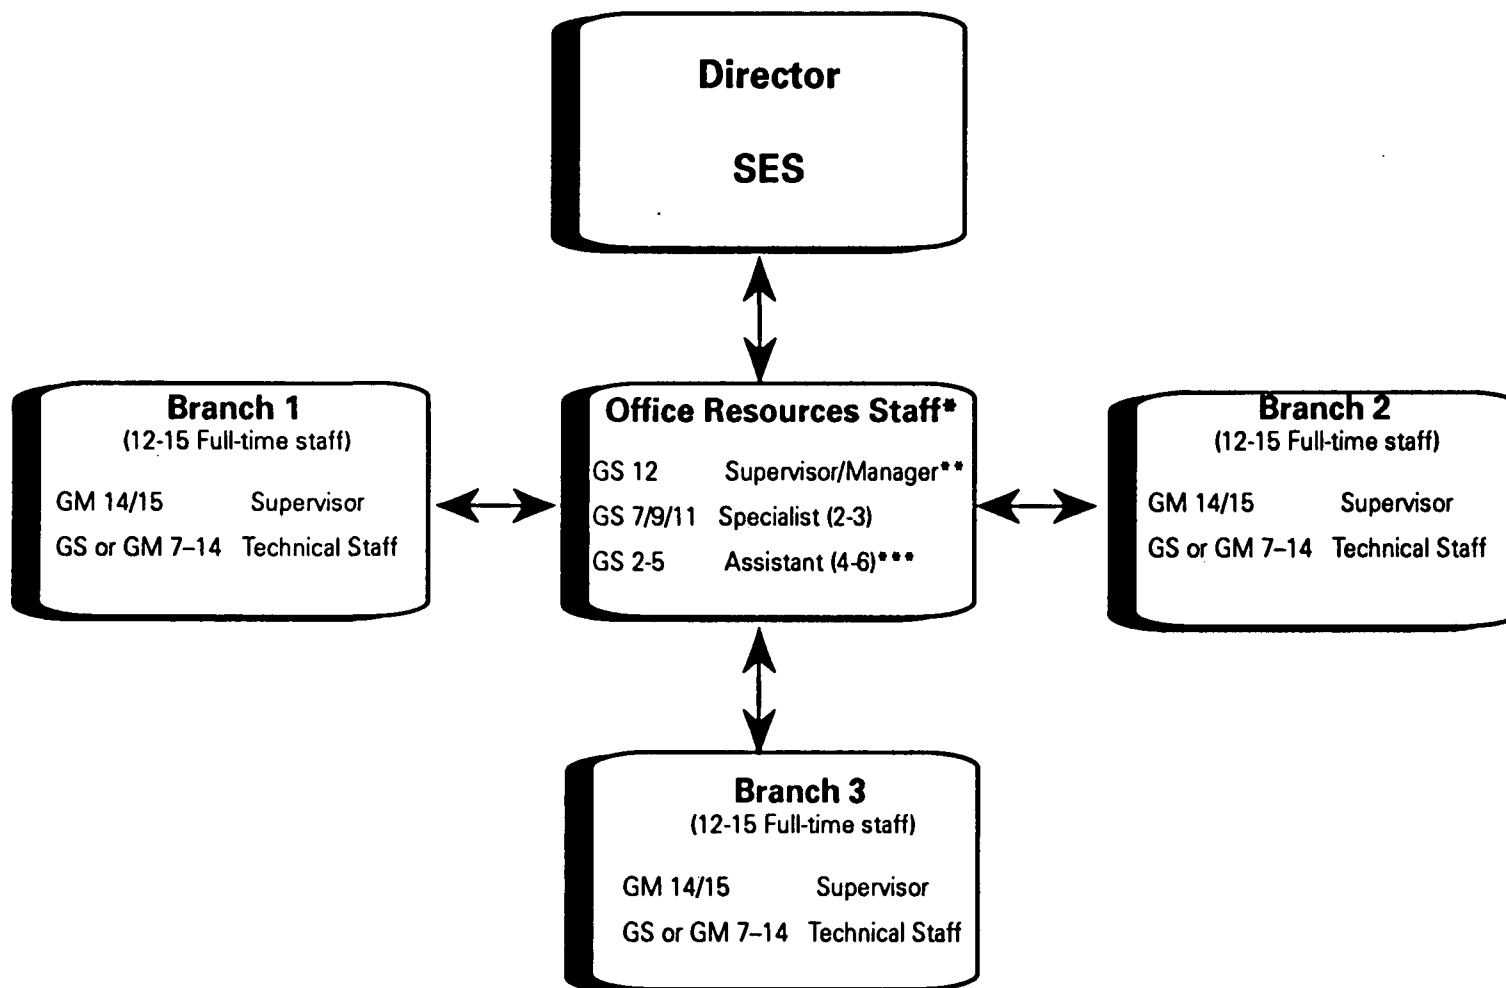 Director
SES
Branch 1
(12-15 Full-time staff)
GM 14/15 Supervisor
GS or GM 7–14 Technical Staff
Office Resources Staff*
GS 12 Supervisor/Manager**
GS 7/9/11 Specialist (2-3)
GS 2-5 Assistant (4-6)***
Branch 2
(12-15 Full-time staff)
GM 14/15 Supervisor
GS or GM 7–14 Technical Staff
Branch 3
(12-15 Full-time staff)
GM 14/15 Supervisor
GS or GM 7–14 Technical Staff